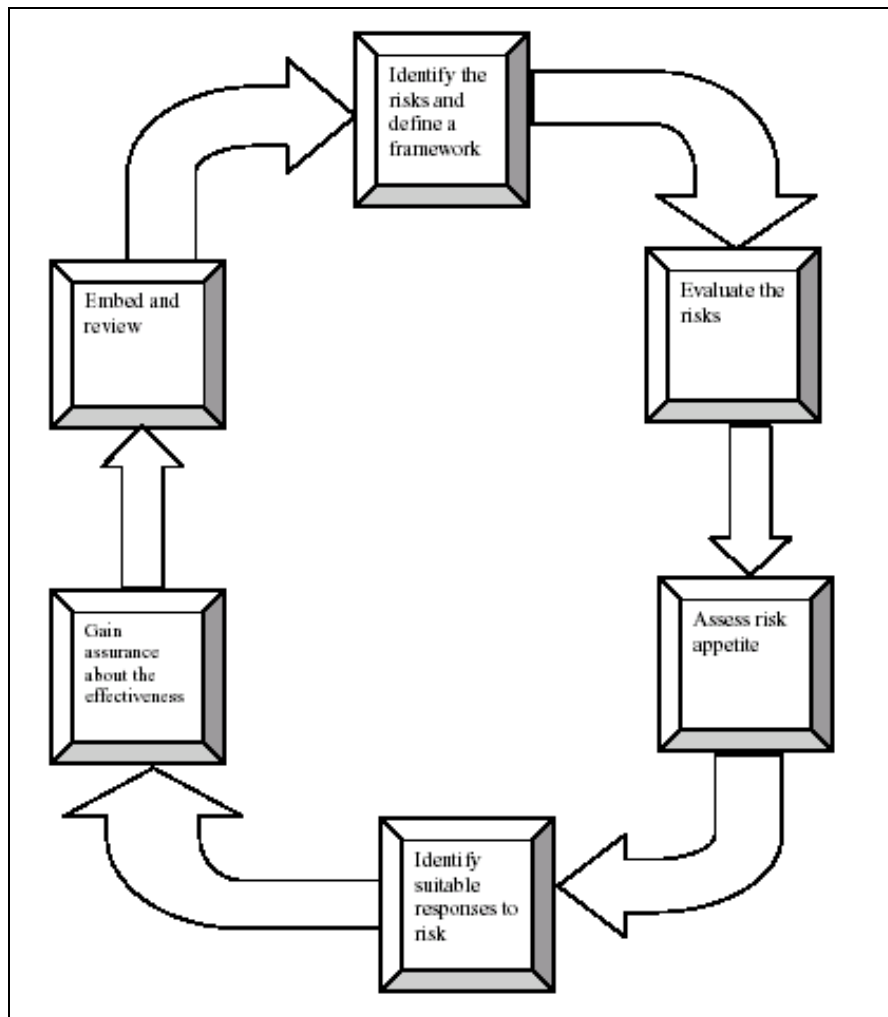 Identify the
risks and
define a
framework
Evaluate the
risks
Assess risk
appetite
Identify
suitable
responses to
risk
Gain
assurance
about the
effectiveness
Embed and
review